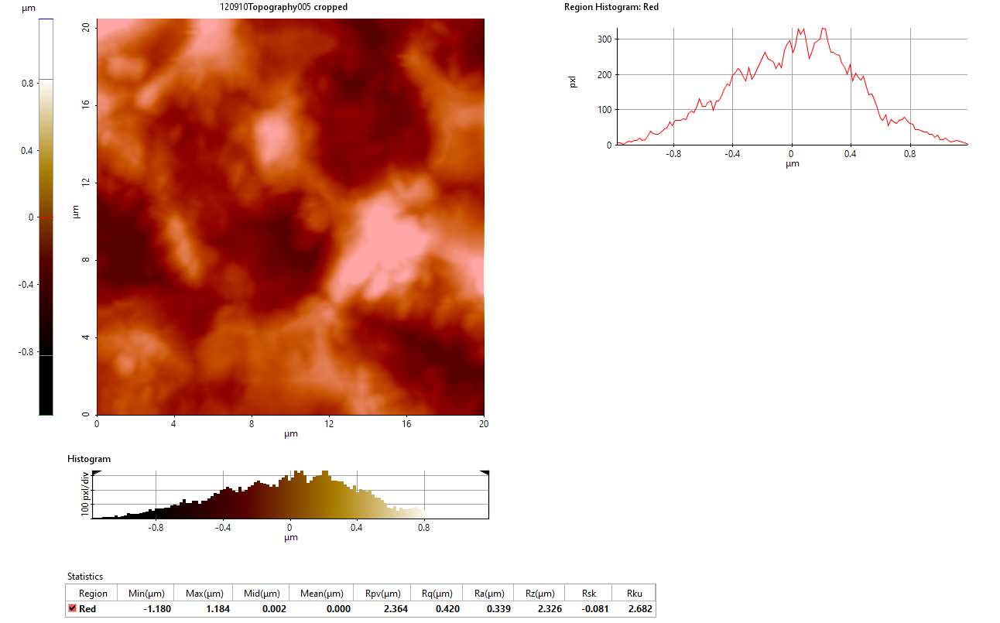 120910Topography005 cropped
µm
0.8
0.4
0
-0.4
-0.8
20
16
12
8
4
0
µm
0 4 8 12 16 20
µm
Region Histogram: Red
300
200
100
0
pxl
-0.8 -0.4 0 0.4 0.8
µm
Histogram
100 pxl/div
-0.8 -0.4 0 0.4 0.8
µm
Statistics
Region Min(µm) Max(µm) Mid(µm) Mean(µm) Rpv(µm) Rq(µm) Ra(µm) Rz(µm) Rsk Rku
Red -1.180 1.184 0.002 0.000 2.364 0.420 0.339 2.326 -0.081 2.682